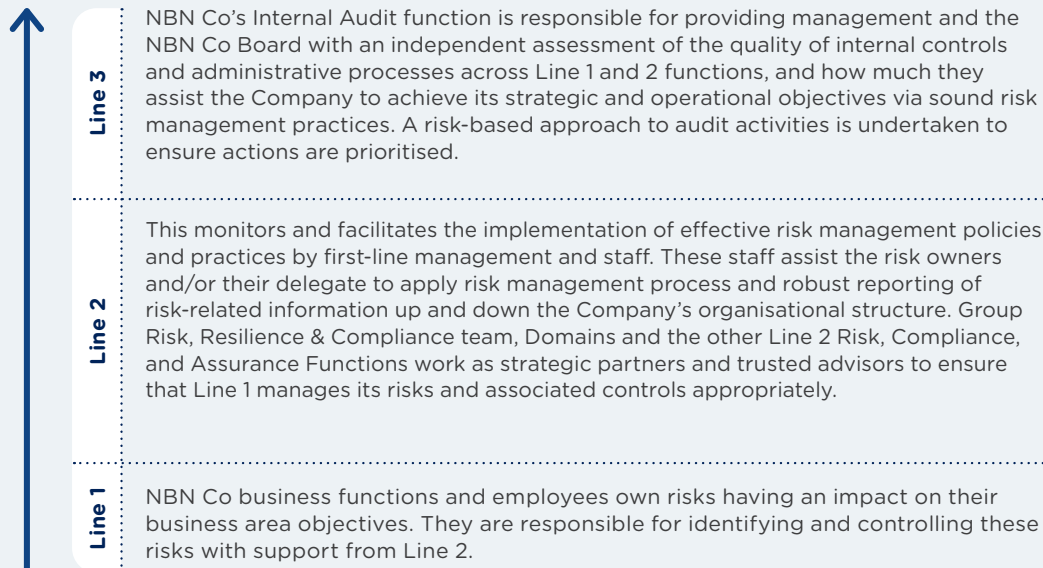 Line 3
NBN Co’s Internal Audit function is responsible for providing management and the
NBN Co Board with an independent assessment of the quality of internal controls
and administrative processes across Line 1 and 2 functions, and how much they
assist the Company to achieve its strategic and operational objectives via sound risk
management practices. A risk-based approach to audit activities is undertaken to
ensure actions are prioritised.
Line 2
This monitors and facilitates the implementation of effective risk management policies
and practices by first-line management and staff. These staff assist the risk owners
and/or their delegate to apply risk management process and robust reporting of
risk-related information up and down the Company’s organisational structure. Group
Risk, Resilience & Compliance team, Domains and the other Line 2 Risk, Compliance,
and Assurance Functions work as strategic partners and trusted advisors to ensure
that Line 1 manages its risks and associated controls appropriately.
Line 1
NBN Co business functions and employees own risks having an impact on their
business area objectives. They are responsible for identifying and controlling these
risks with support from Line 2.